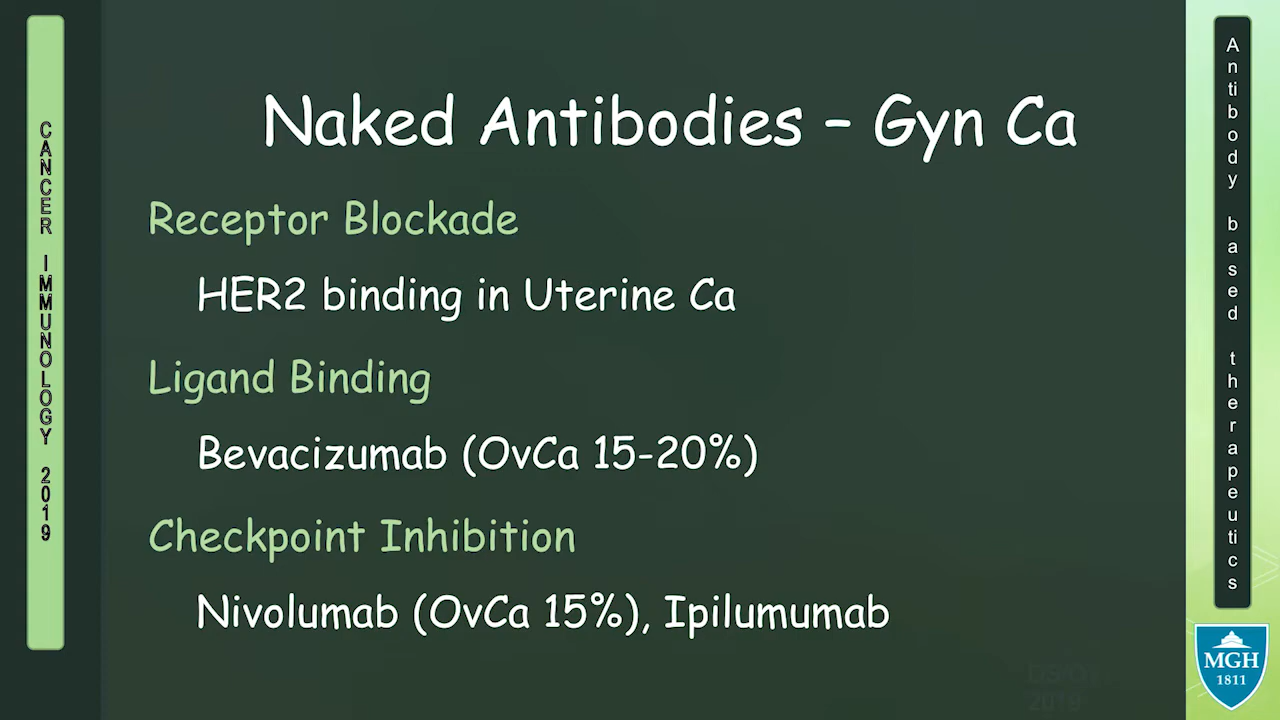 CANCER IMMUNOLOGY 2019
Naked Antibodies – Gyn Ca
Receptor Blockade
HER2 binding in Uterine Ca
Ligand Binding
Bevacizumab (OvCa 15-20%)
Checkpoint Inhibition
Nivolumab (OvCa 15%), Ipilumumab
Antibody based therapeutics
MGH
1811
2019